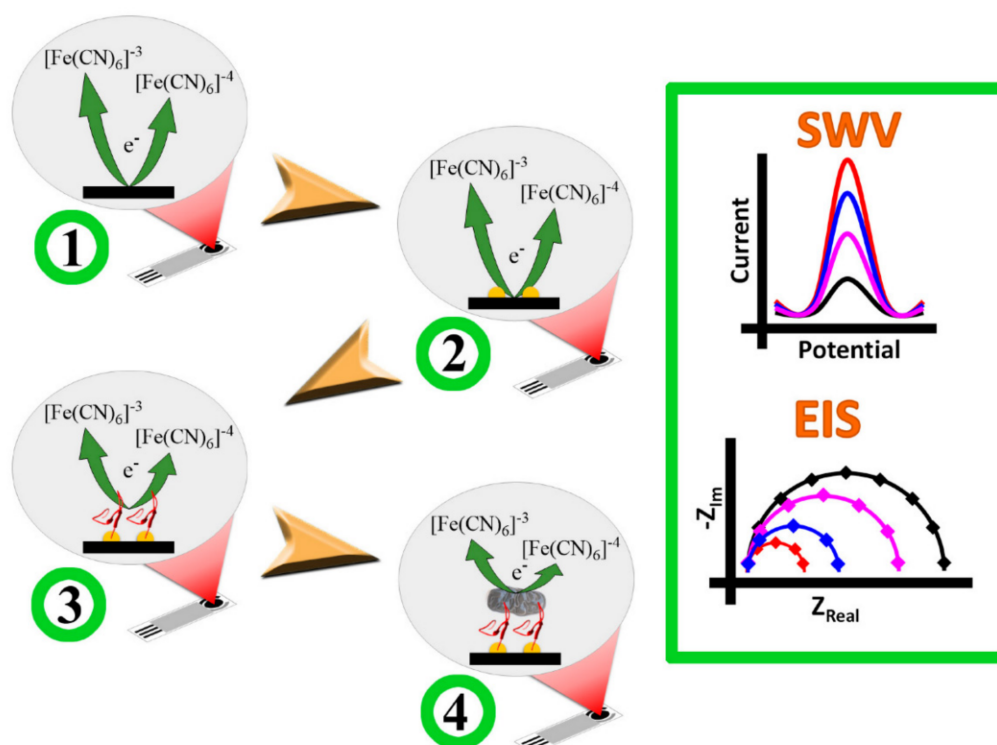 [Fe(CN)6]-3
[Fe(CN)6]-4
e-
1
[Fe(CN)6]-3
[Fe(CN)6]-4
e-
2
[Fe(CN)6]-3
[Fe(CN)6]-4
e-
3
[Fe(CN)6]-3
[Fe(CN)6]-4
e-
4
SWV
Current
Potential
EIS
-ZIm
ZReal